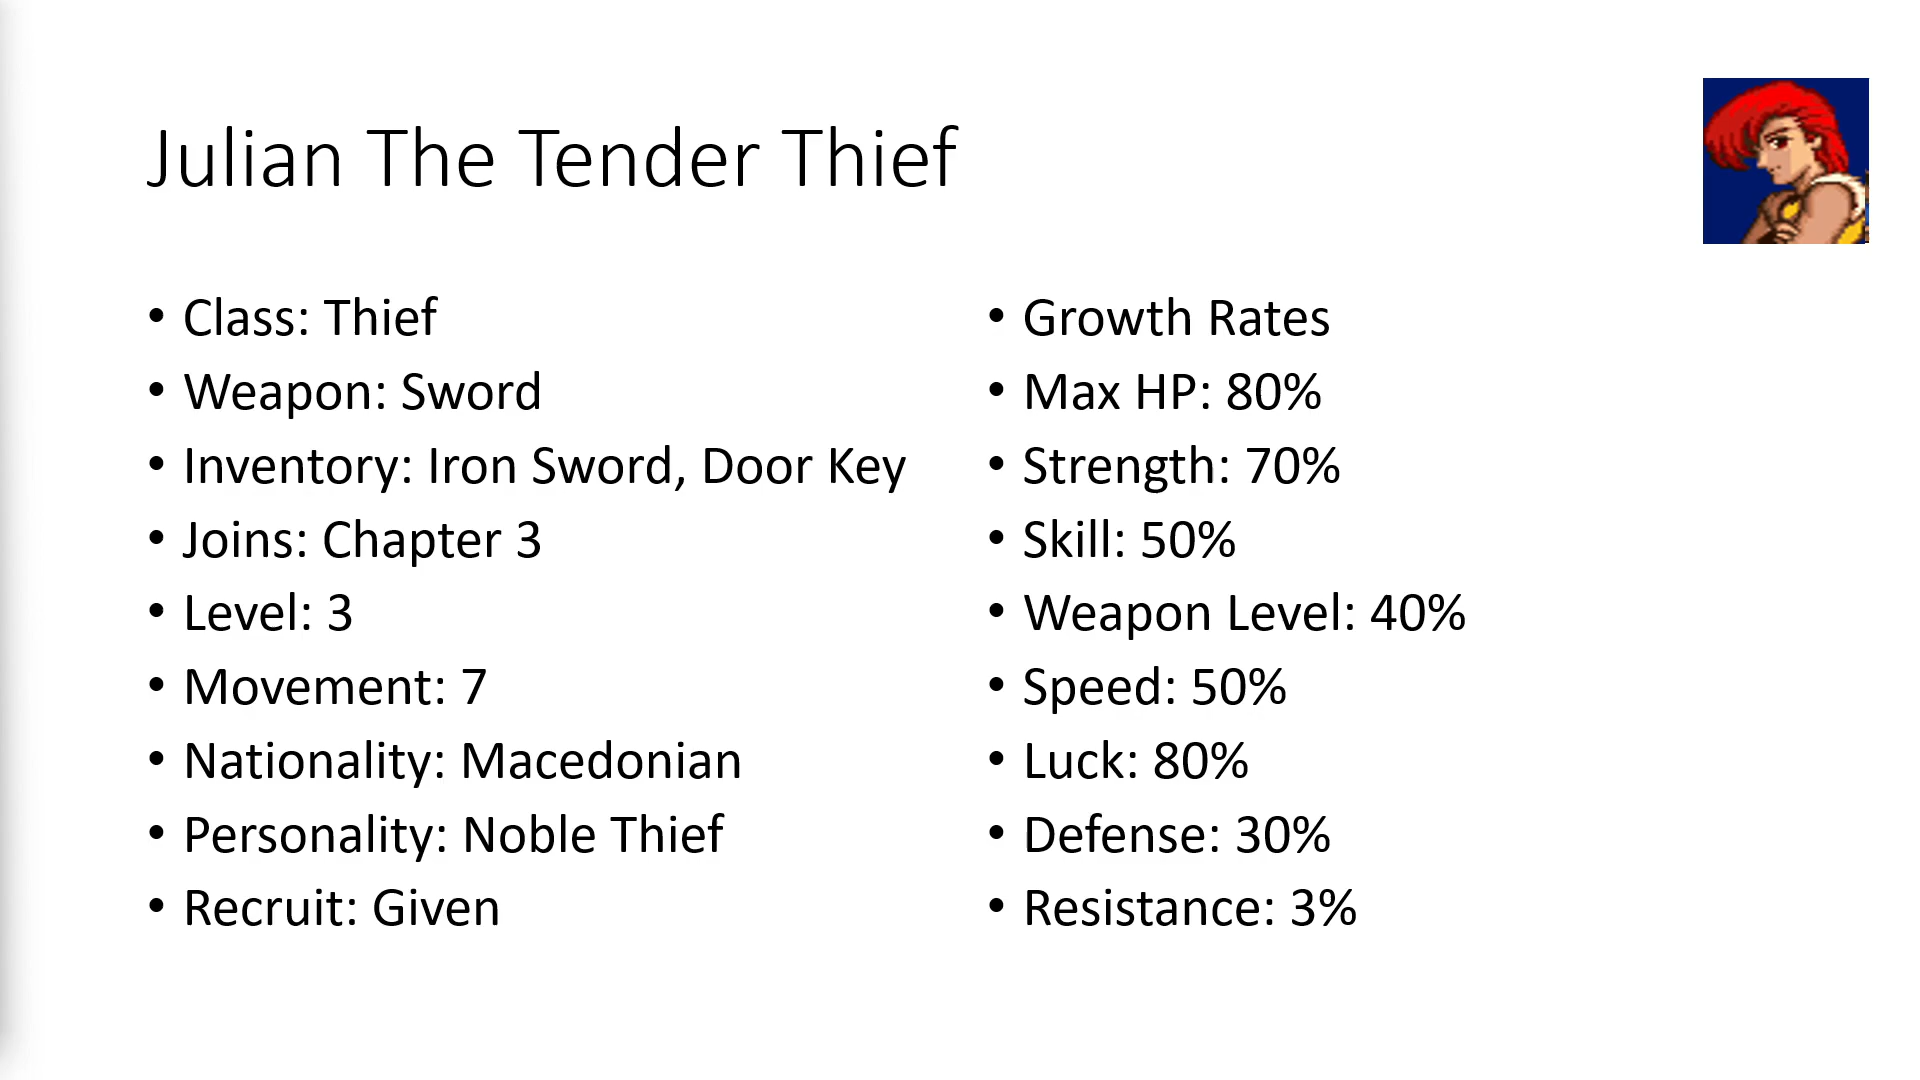 Julian The Tender Thief
• Class: Thief
• Weapon: Sword
• Inventory: Iron Sword, Door Key
• Joins: Chapter 3
• Level: 3
• Movement: 7
• Nationality: Macedonian
• Personality: Noble Thief
• Recruit: Given
• Growth Rates
• Max HP: 80%
• Strength: 70%
• Skill: 50%
• Weapon Level: 40%
• Speed: 50%
• Luck: 80%
• Defense: 30%
• Resistance: 3%